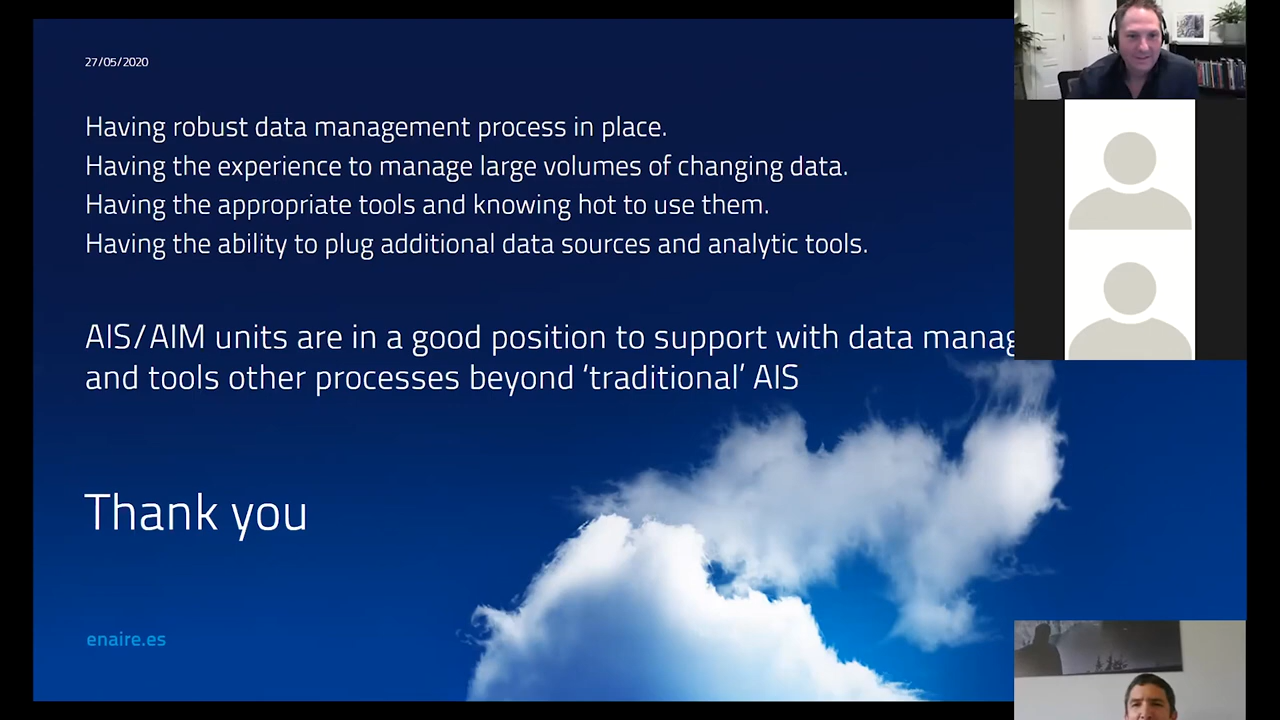 27/05/2020
Having robust data management process in place.
Having the experience to manage large volumes of changing data.
Having the appropriate tools and knowing hot to use them.
Having the ability to plug additional data sources and analytic tools.
AIS/AIM units are in a good position to support with data manag
and tools other processes beyond ‘traditional’ AIS
Thank you
enaire.es